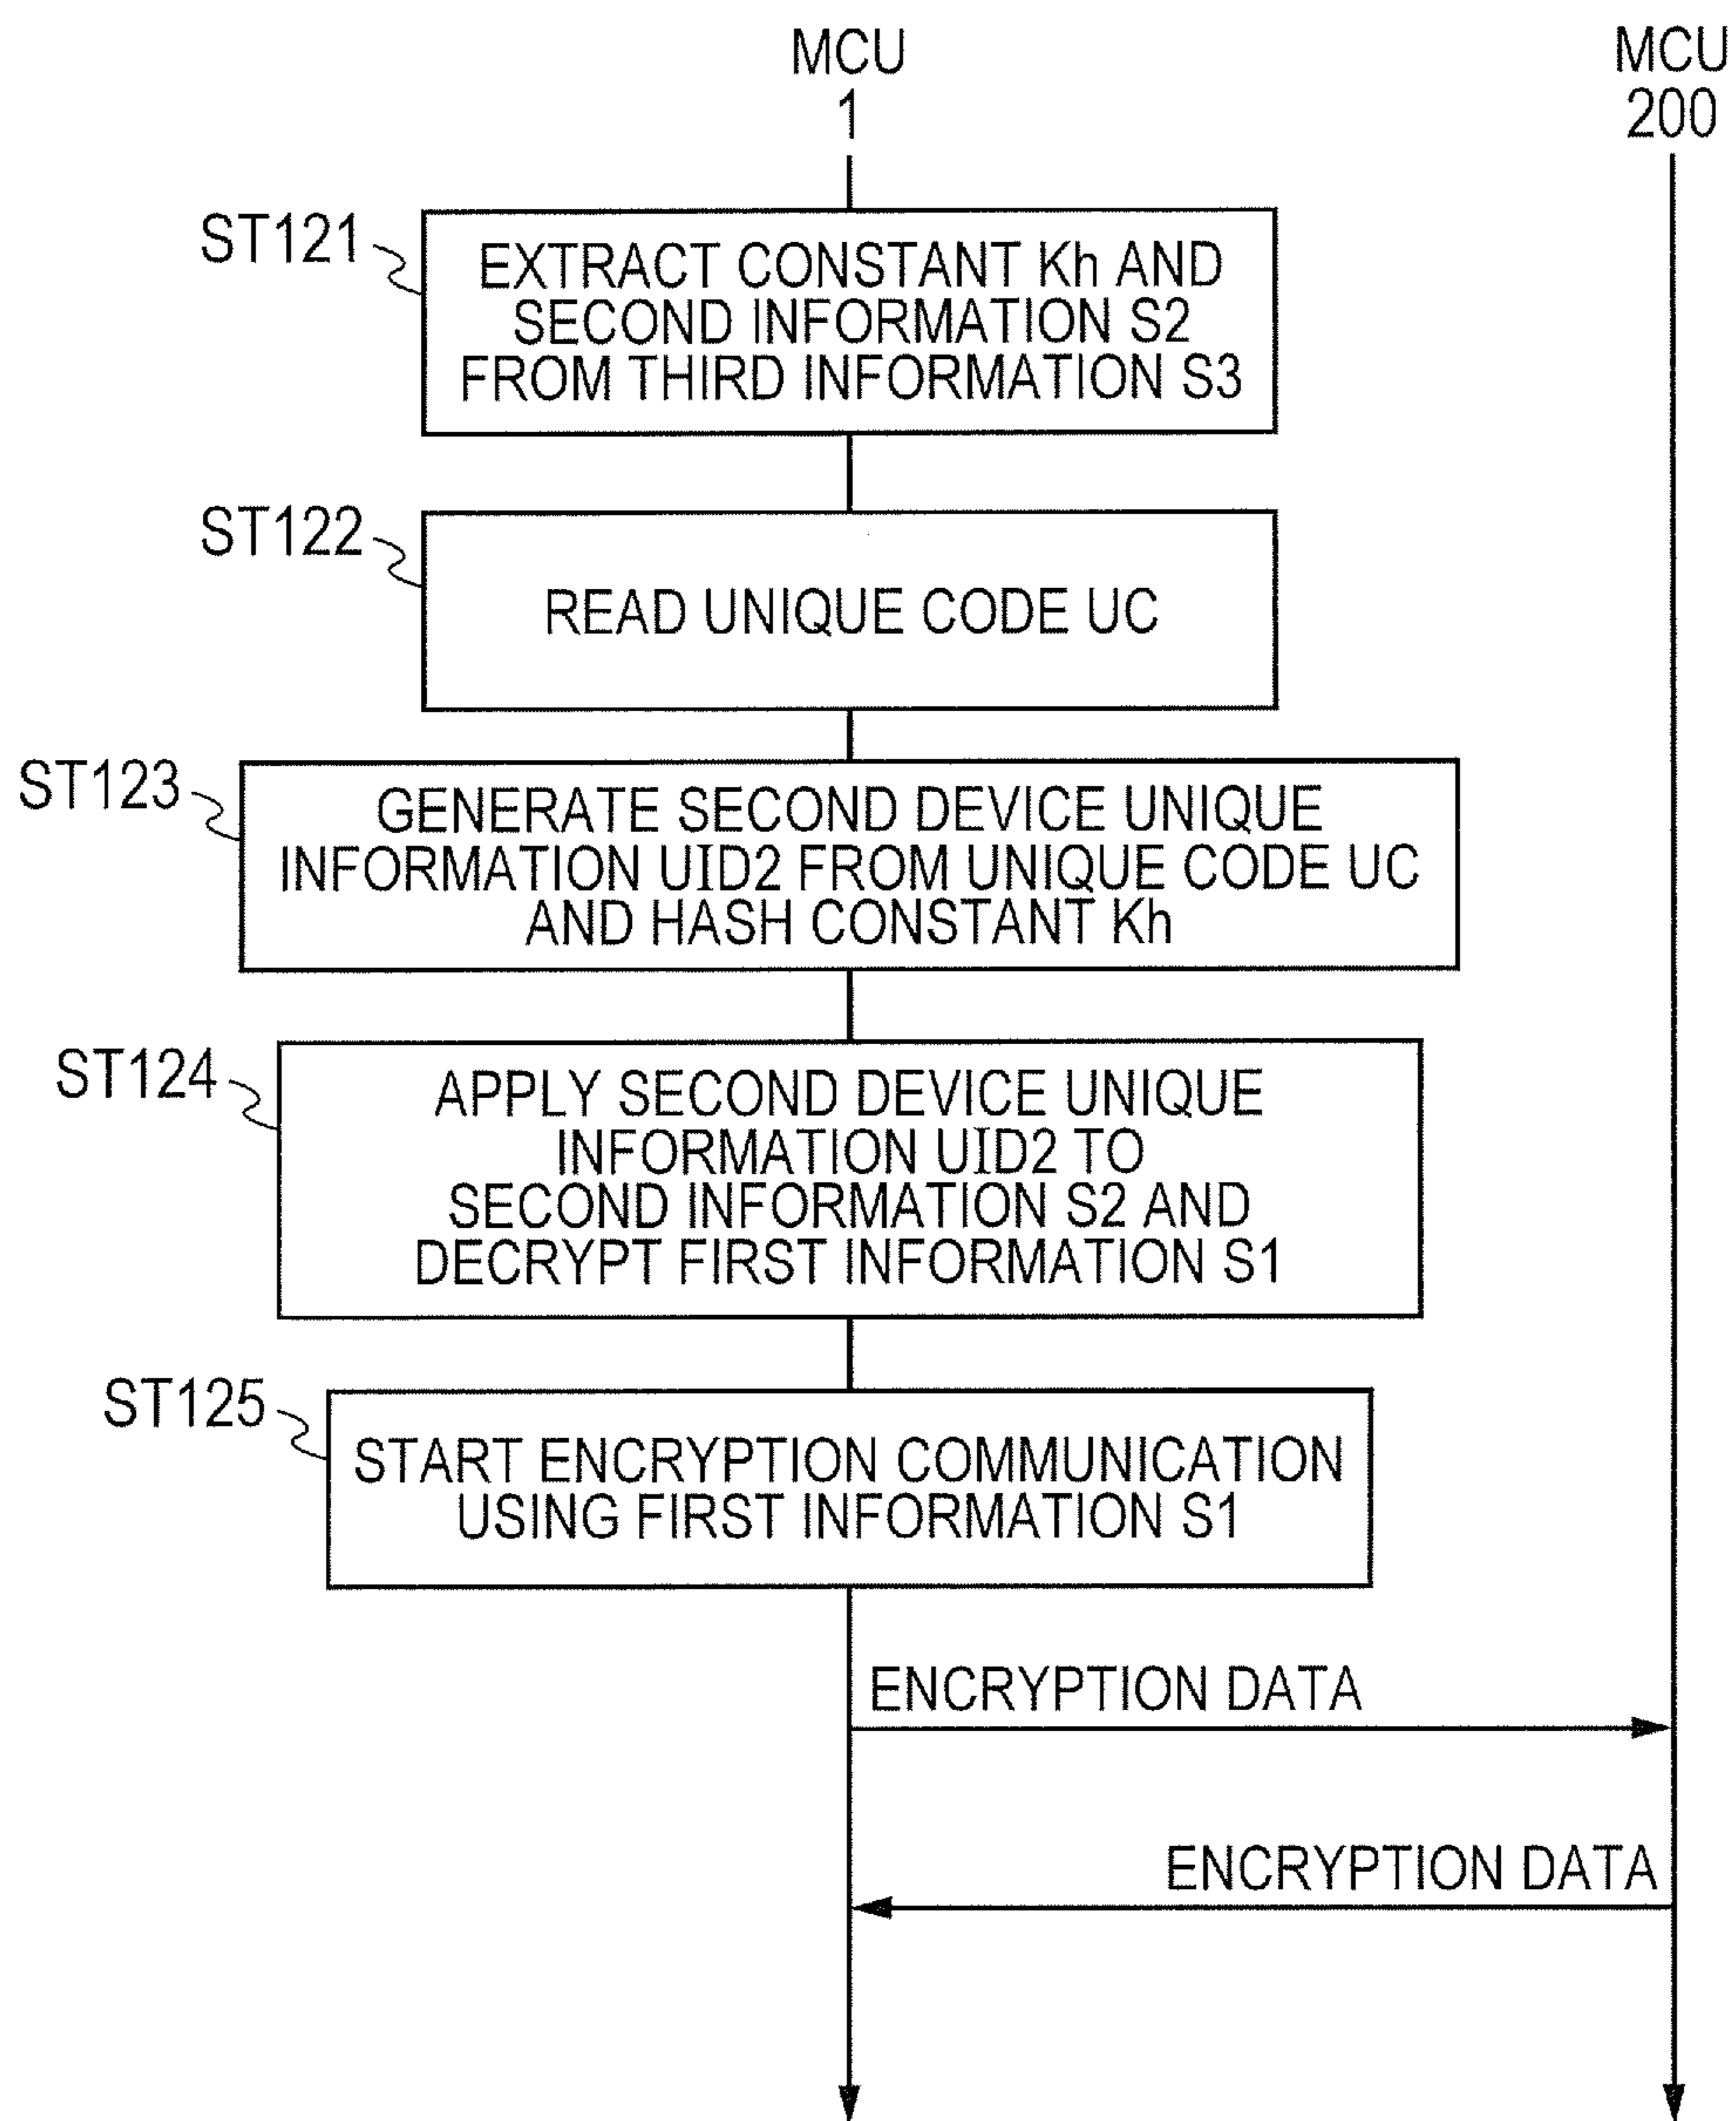 MCU
1
MCU
200
ST121
EXTRACT CONSTANT Kh AND
SECOND INFORMATION S2
FROM THIRD INFORMATION S3
ST122
READ UNIQUE CODE UC
ST123
GENERATE SECOND DEVICE UNIQUE
INFORMATION UID2 FROM UNIQUE CODE UC
AND HASH CONSTANT Kh
ST124
APPLY SECOND DEVICE UNIQUE
INFORMATION UID2 TO
SECOND INFORMATION S2 AND
DECRYPT FIRST INFORMATION S1
ST125
START ENCRYPTION COMMUNICATION
USING FIRST INFORMATION S1
ENCRYPTION DATA
ENCRYPTION DATA